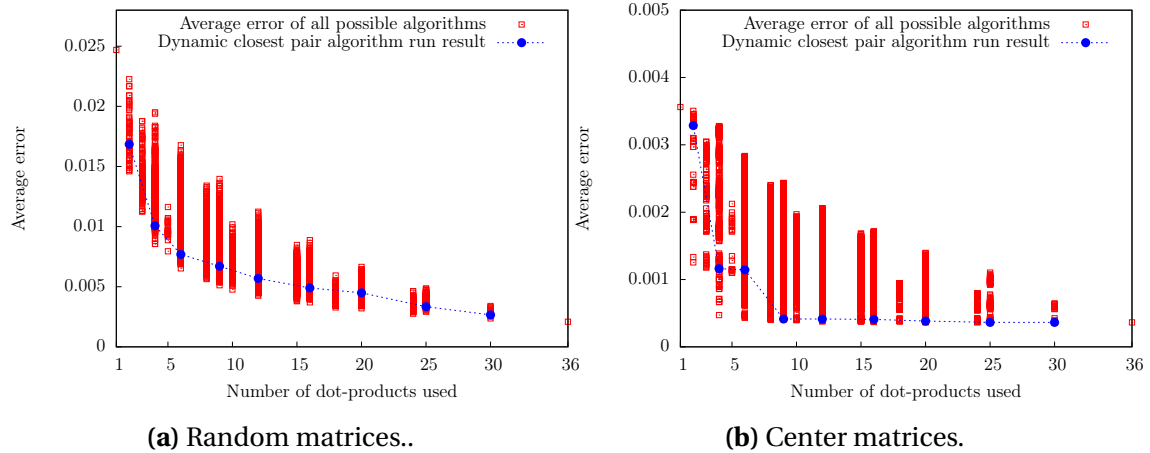 Average error of all possible algorithms
Dynamic closest pair algorithm run result
0.025
0.02
0.015
0.01
0.005
0
Average error
1 5 10 15 20 25 30 36
Number of dot-products used
(a) Random matrices..
Average error of all possible algorithms
Dynamic closest pair algorithm run result
0.005
0.004
0.003
0.002
0.001
0
Average error
1 5 10 15 20 25 30 36
Number of dot-products used
(b) Center matrices.